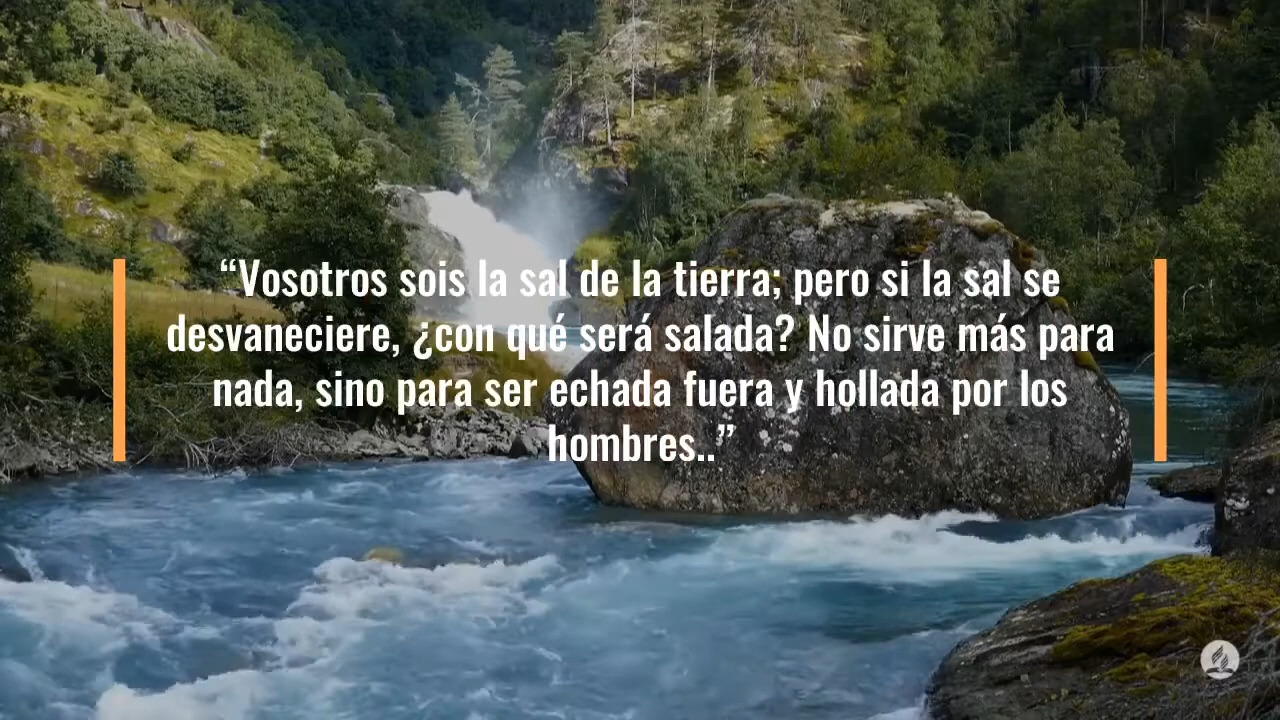 “Vosotros sois la sal de la tierra; pero si la sal se
desvaneciere, ¿con qué será salada? No sirve más para
nada, sino para ser echada fuera y hollada por los
hombres..”